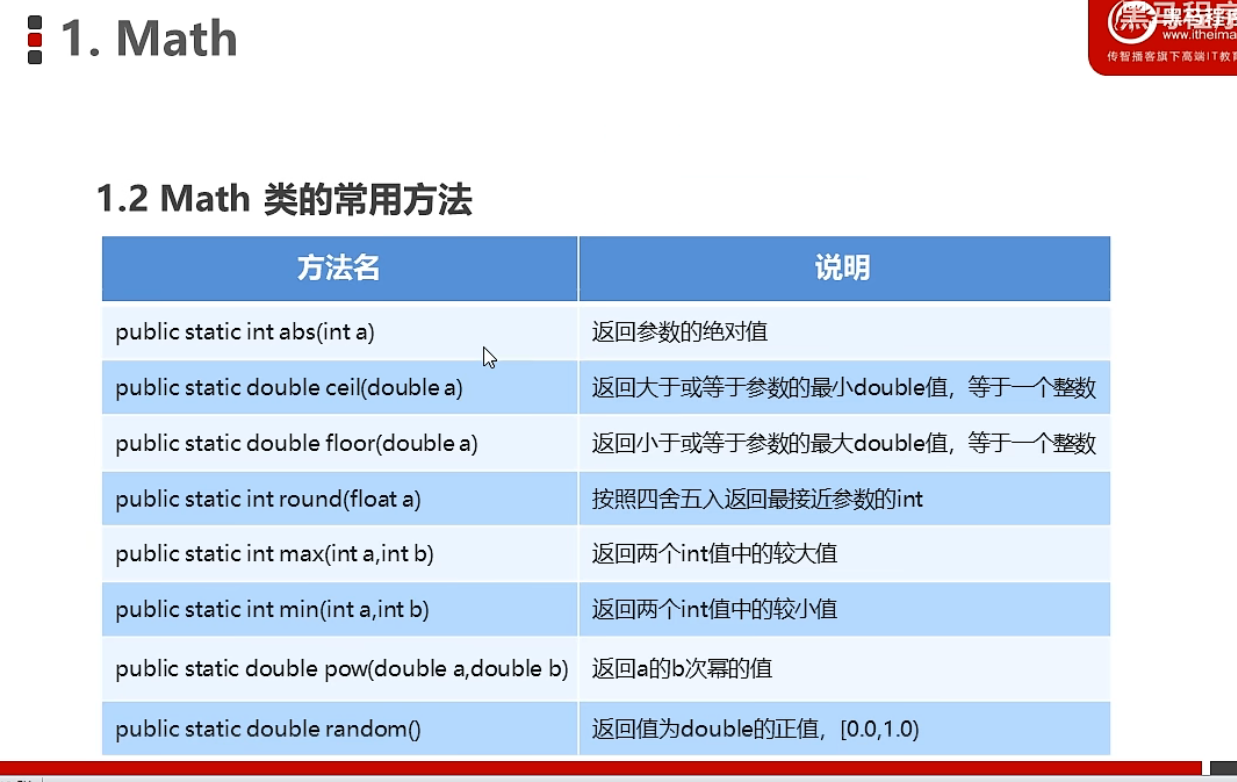 1. Math
www.itheima
传智播客旗下高端IT教育
1.2 Math 类的常用方法
方法名 说明
public static int abs(int a) 返回参数的绝对值
public static double ceil(double a) 返回大于或等于参数的最小double值，等于一个整数
public static double floor(double a) 返回小于或等于参数的最大double值，等于一个整数
public static int round(float a) 按照四舍五入返回最接近参数的int
public static int max(int a,int b) 返回两个int值中的较大值
public static int min(int a,int b) 返回两个int值中的较小值
public static double pow(double a,double b) 返回a的b次幂的值
public static double random() 返回值为double的正值，[0.0,1.0)